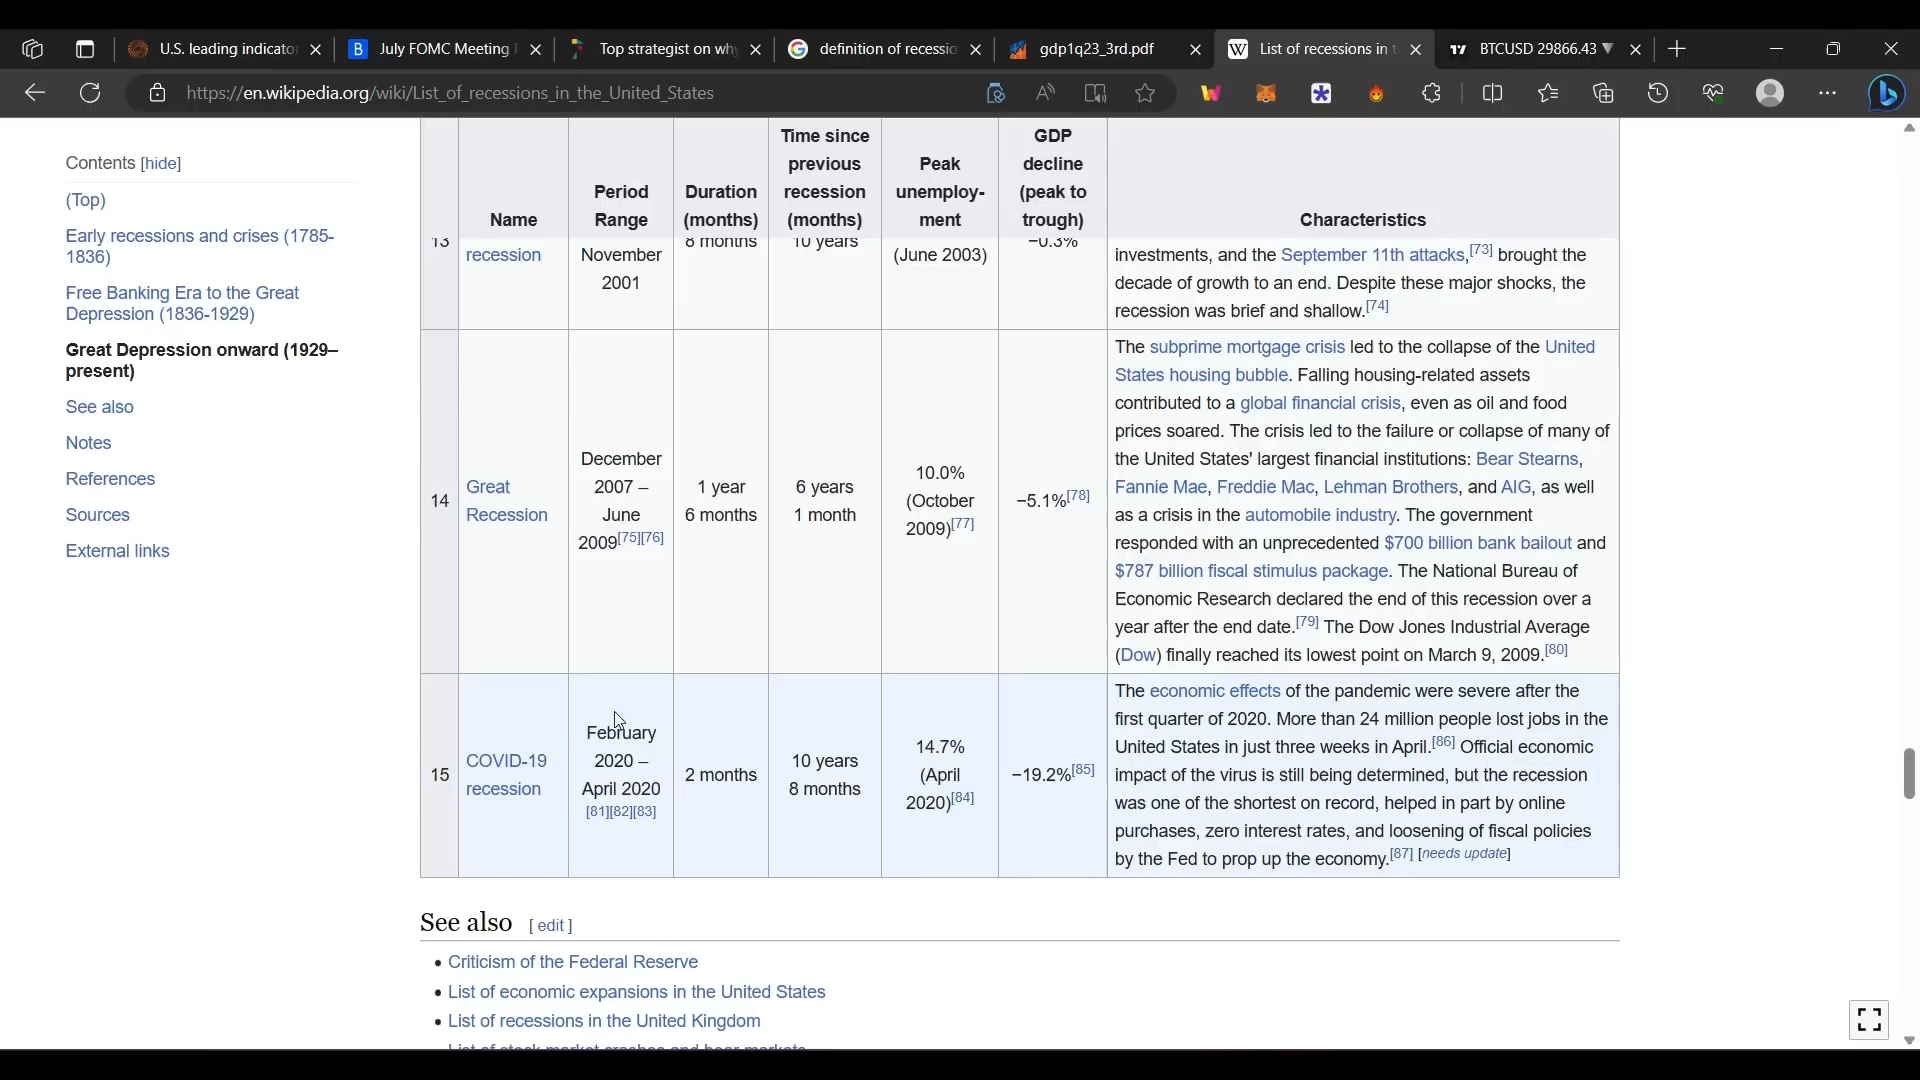 U.S. leading indicator
July FOMC Meeting
Top strategist on why
definition of recessio
gdp1q23_3rd.pdf
List of recessions in
BTCUSD 29866.43
https://en.wikipedia.org/wiki/List_of_recessions_in_the_United_States
Contents [hide]
(Top)
Early recessions and crises (1785-
1836)
Free Banking Era to the Great
Depression (1836-1929)
Great Depression onward (1929–
present)
See also
Notes
References
Sources
External links
Name
Period
Range
Duration
(months)
Time since
previous
recession
(months)
Peak
unemploy-
ment
GDP
decline
(peak to
trough)
Characteristics
13
recession
November
2001
8 months
10 years
(June 2003)
−0.3%
investments, and the September 11th attacks,[73] brought the
decade of growth to an end. Despite these major shocks, the
recession was brief and shallow.[74]
14
Great
Recession
December
2007 –
June
2009[75][76]
1 year
6 months
6 years
1 month
10.0%
(October
2009)[77]
−5.1%[78]
The subprime mortgage crisis led to the collapse of the United
States housing bubble. Falling housing-related assets
contributed to a global financial crisis, even as oil and food
prices soared. The crisis led to the failure or collapse of many of
the United States' largest financial institutions: Bear Stearns,
Fannie Mae, Freddie Mac, Lehman Brothers, and AIG, as well
as a crisis in the automobile industry. The government
responded with an unprecedented $700 billion bank bailout and
$787 billion fiscal stimulus package. The National Bureau of
Economic Research declared the end of this recession over a
year after the end date.[79] The Dow Jones Industrial Average
(Dow) finally reached its lowest point on March 9, 2009.[80]
15
COVID-19
recession
February
2020 –
April 2020
[81][82][83]
2 months
10 years
8 months
14.7%
(April
2020)[84]
−19.2%[85]
The economic effects of the pandemic were severe after the
first quarter of 2020. More than 24 million people lost jobs in the
United States in just three weeks in April.[86] Official economic
impact of the virus is still being determined, but the recession
was one of the shortest on record, helped in part by online
purchases, zero interest rates, and loosening of fiscal policies
by the Fed to prop up the economy.[87] [needs update]
See also [ edit ]
Criticism of the Federal Reserve
List of economic expansions in the United States
List of recessions in the United Kingdom
List of stock market crashes and bear markets